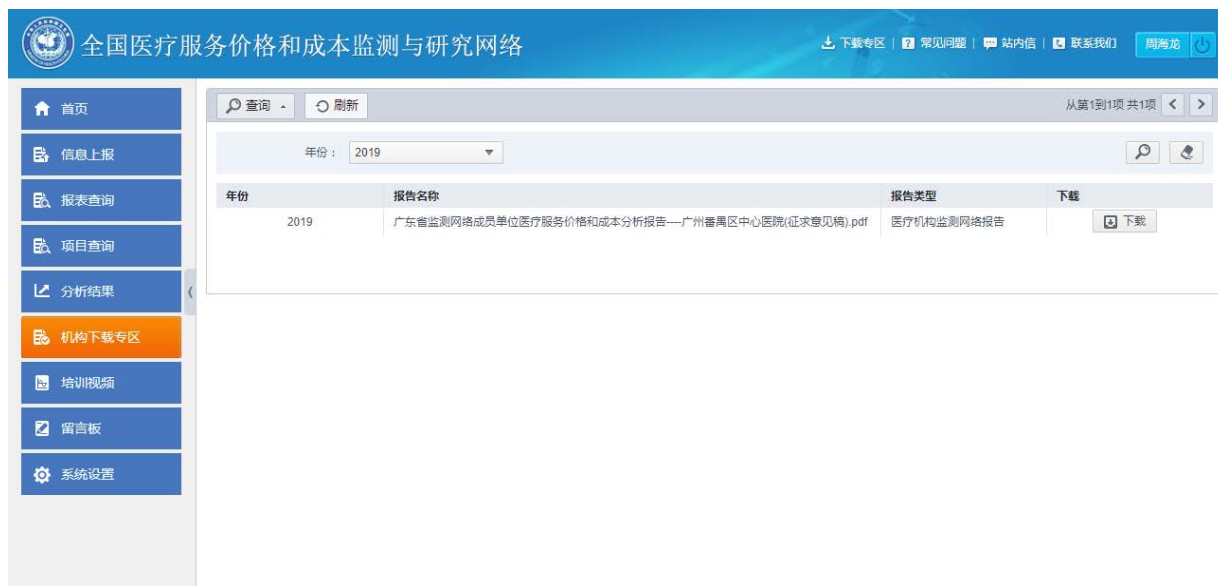 全国医疗服务价格和成本监测与研究网络
下载专区 | 常见问题 | 站内信 | 联系我们 周海龙
首页
信息上报
报表查询
项目查询
分析结果
机构下载专区
培训视频
留言板
系统设置
查询 刷新 从第1到1项 共1项
年份： 2019
年份 报告名称 报告类型 下载
2019 广东省监测网络成员单位医疗服务价格和成本分析报告----广州番禺区中心医院(征求意见稿).pdf 医疗机构监测网络报告 下载